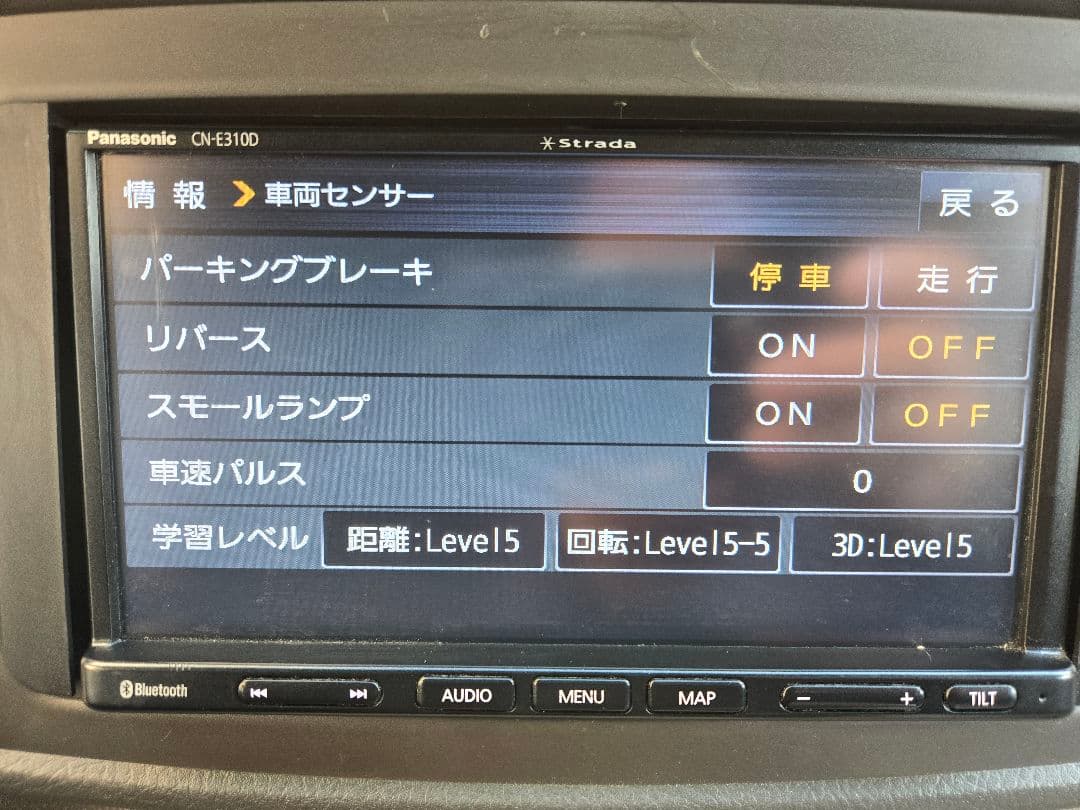 Panasonic CN-E310D Strada
情報 車両センサー 戻る
パーキングブレーキ 停車 走行
リバース ON OFF
スモールランプ ON OFF
車速パルス 0
学習レベル 距離:Level5 回転:Level5-5 3D:Level5
Bluetooth AUDIO MENU MAP − + TILT